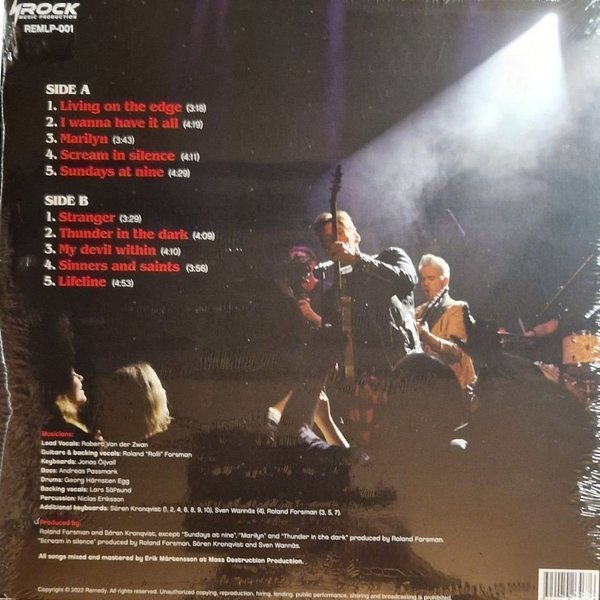 4ROCK
MUSIC PRODUCTION
REMLP-001
SIDE A
1. Living on the edge (3:18)
2. I wanna have it all (4:19)
3. Marilyn (3:43)
4. Scream in silence (4:11)
5. Sundays at nine (4:29)
SIDE B
1. Stranger (3:29)
2. Thunder in the dark (4:09)
3. My devil within (4:10)
4. Sinners and saints (3:56)
5. Lifeline (4:53)
Musicians:
Lead Vocals: Robert Van der Zwan
Guitars & backing vocals: Roland "Rolli" Forsman
Keyboards: Jonas Öijvall
Bass: Andreas Passmark
Drums: Georg Härnsten Egg
Backing vocals: Lars Säfsund
Percussion: Niclas Eriksson
Additional keyboards: Sören Kronqvist (1, 2, 4, 6, 8, 9, 10), Sven Wannäs (4), Roland Forsman (3, 5, 7).
Produced by:
Roland Forsman and Sören Kronqvist, except "Sundays at nine", "Marilyn" and "Thunder in the dark" produced by Roland Forsman.
"Scream in silence" produced by Roland Forsman, Sören Kronqvist and Sven Wannäs.
All songs mixed and mastered by Erik Mårtensson at Mass Destruction Production.
Copyright © 2022 Remedy. All rights reserved. Unauthorized copying, reproduction, hiring, lending, public performance, sharing and broadcasting is prohibited.